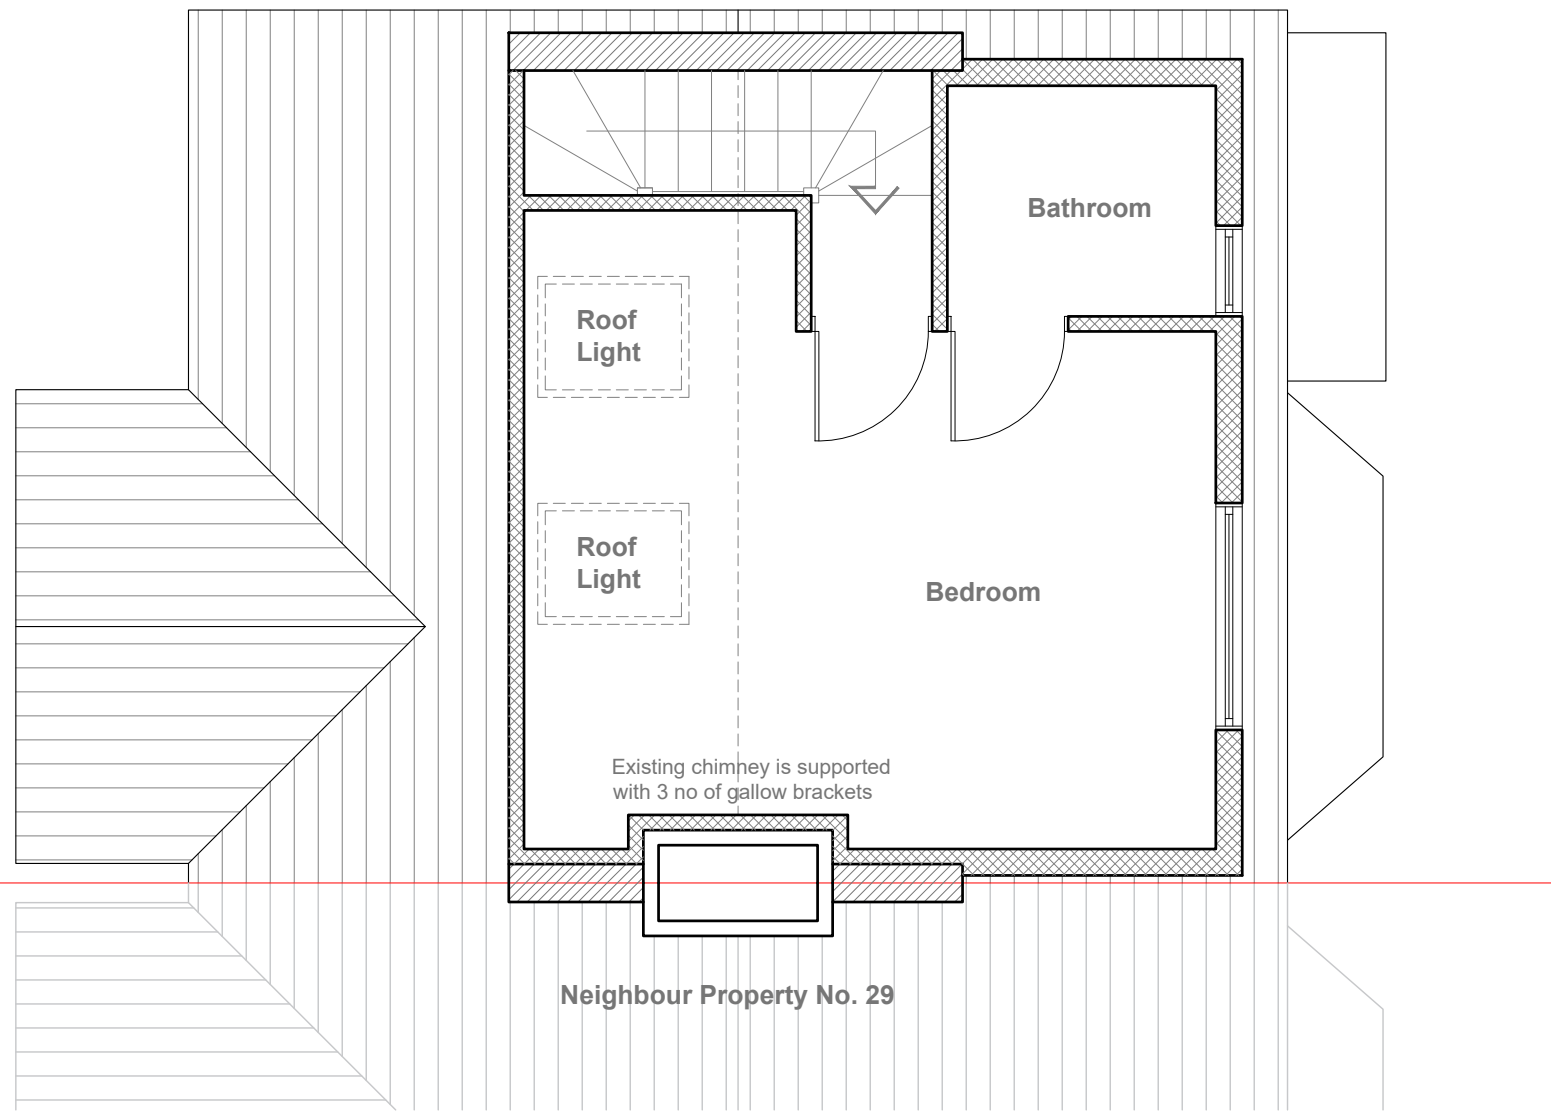 Bathroom
Roof
Light
Roof
Light
Bedroom
Existing chimney is supported
with 3 no of gallow brackets
Neighbour Property No. 29